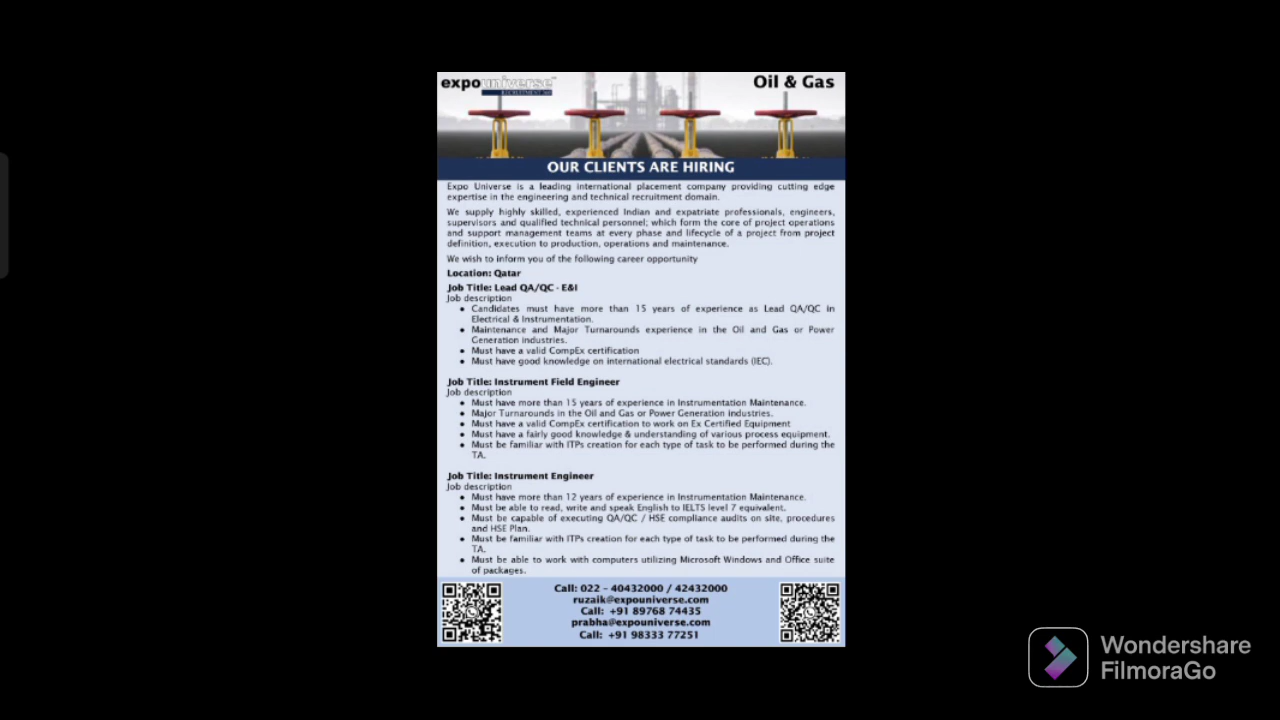 expouniverse
Oil & Gas
OUR CLIENTS ARE HIRING
Expo Universe is a leading international placement company providing cutting edge
expertise in the engineering and technical recruitment domain.
We supply highly skilled, experienced Indian and expatriate professionals, engineers,
supervisors and qualified technical personnel; which form the core of project operations
and support management teams at every phase and lifecycle of a project from project
definition, execution to production, operations and maintenance.
We wish to inform you of the following career opportunity
Location: Qatar
Job Title: Lead QA/QC - E&I
Job description
● Candidates must have more than 15 years of experience as Lead QA/QC in
Electrical & Instrumentation.
● Maintenance and Major Turnarounds experience in the Oil and Gas or Power
Generation industries.
● Must have a valid CompEx certification
● Must have good knowledge on international electrical standards (IEC).
Job Title: Instrument Field Engineer
Job description
● Must have more than 15 years of experience in Instrumentation Maintenance.
● Major Turnarounds in the Oil and Gas or Power Generation industries.
● Must have a valid CompEx certification to work on Ex Certified Equipment
● Must have a fairly good knowledge & understanding of various process equipment.
● Must be familiar with ITPs creation for each type of task to be performed during the
TA.
Job Title: Instrument Engineer
Job description
● Must have more than 12 years of experience in Instrumentation Maintenance.
● Must be able to read, write and speak English to IELTS level 7 equivalent.
● Must be capable of executing QA/QC / HSE compliance audits on site, procedures
and HSE Plan.
● Must be familiar with ITPs creation for each type of task to be performed during the
TA.
● Must be able to work with computers utilizing Microsoft Windows and Office suite
of packages.
Call: 022 – 40432000 / 42432000
ruzaik@expouniverse.com
Call: +91 89768 74435
prabha@expouniverse.com
Call: +91 98333 77251
Wondershare
FilmoraGo